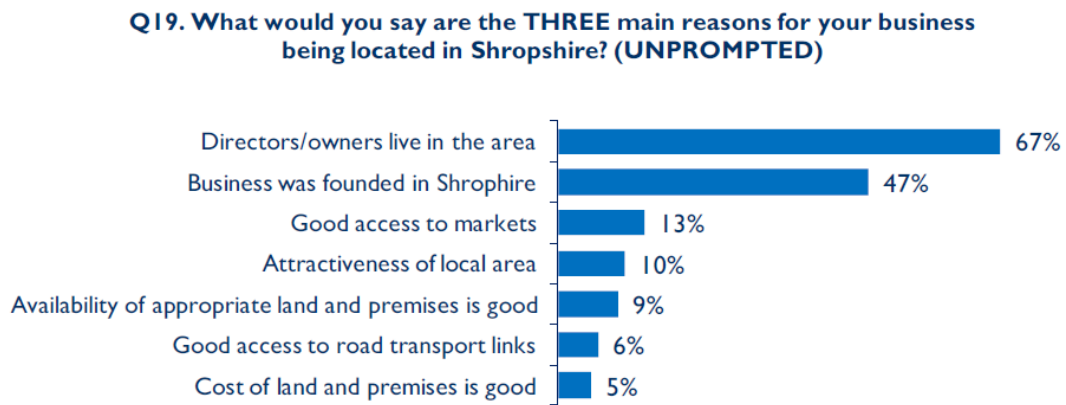 Q19. What would you say are the THREE main reasons for your business
being located in Shropshire? (UNPROMPTED)
Directors/owners live in the area 67%
Business was founded in Shrophire 47%
Good access to markets 13%
Attractiveness of local area 10%
Availability of appropriate land and premises is good 9%
Good access to road transport links 6%
Cost of land and premises is good 5%